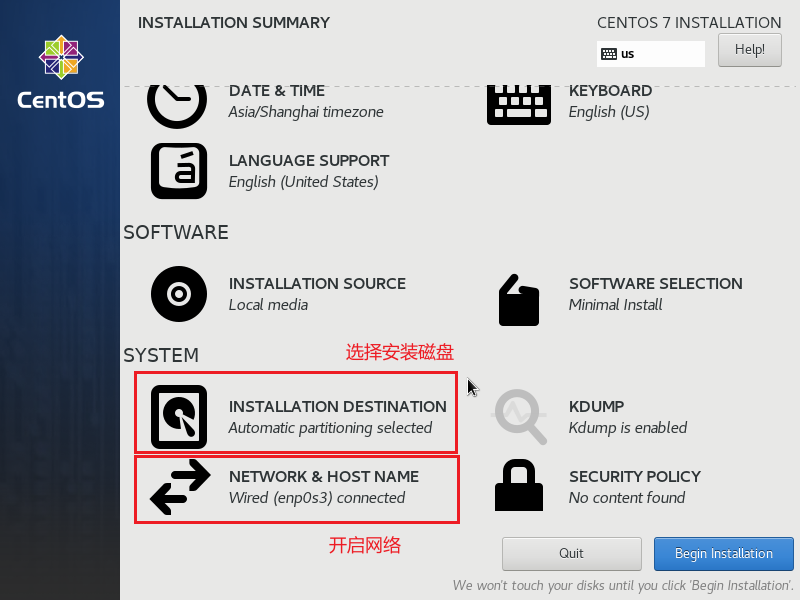 INSTALLATION SUMMARY
CENTOS 7 INSTALLATION
us
Help!
CentOS
DATE & TIME
Asia/Shanghai timezone
KEYBOARD
English (US)
LANGUAGE SUPPORT
English (United States)
SOFTWARE
INSTALLATION SOURCE
Local media
SOFTWARE SELECTION
Minimal Install
SYSTEM
选择安装磁盘
INSTALLATION DESTINATION
Automatic partitioning selected
KDUMP
Kdump is enabled
NETWORK & HOST NAME
Wired (enp0s3) connected
SECURITY POLICY
No content found
开启网络
Quit
Begin Installation
We won't touch your disks until you click 'Begin Installation'.